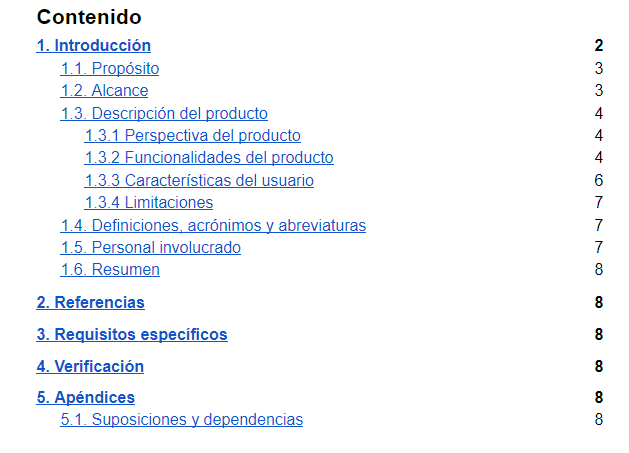 Contenido
1. Introducción 2
1.1. Propósito 3
1.2. Alcance 3
1.3. Descripción del producto 4
1.3.1 Perspectiva del producto 4
1.3.2 Funcionalidades del producto 4
1.3.3 Características del usuario 6
1.3.4 Limitaciones 7
1.4. Definiciones, acrónimos y abreviaturas 7
1.5. Personal involucrado 7
1.6. Resumen 8
2. Referencias 8
3. Requisitos específicos 8
4. Verificación 8
5. Apéndices 8
5.1. Suposiciones y dependencias 8